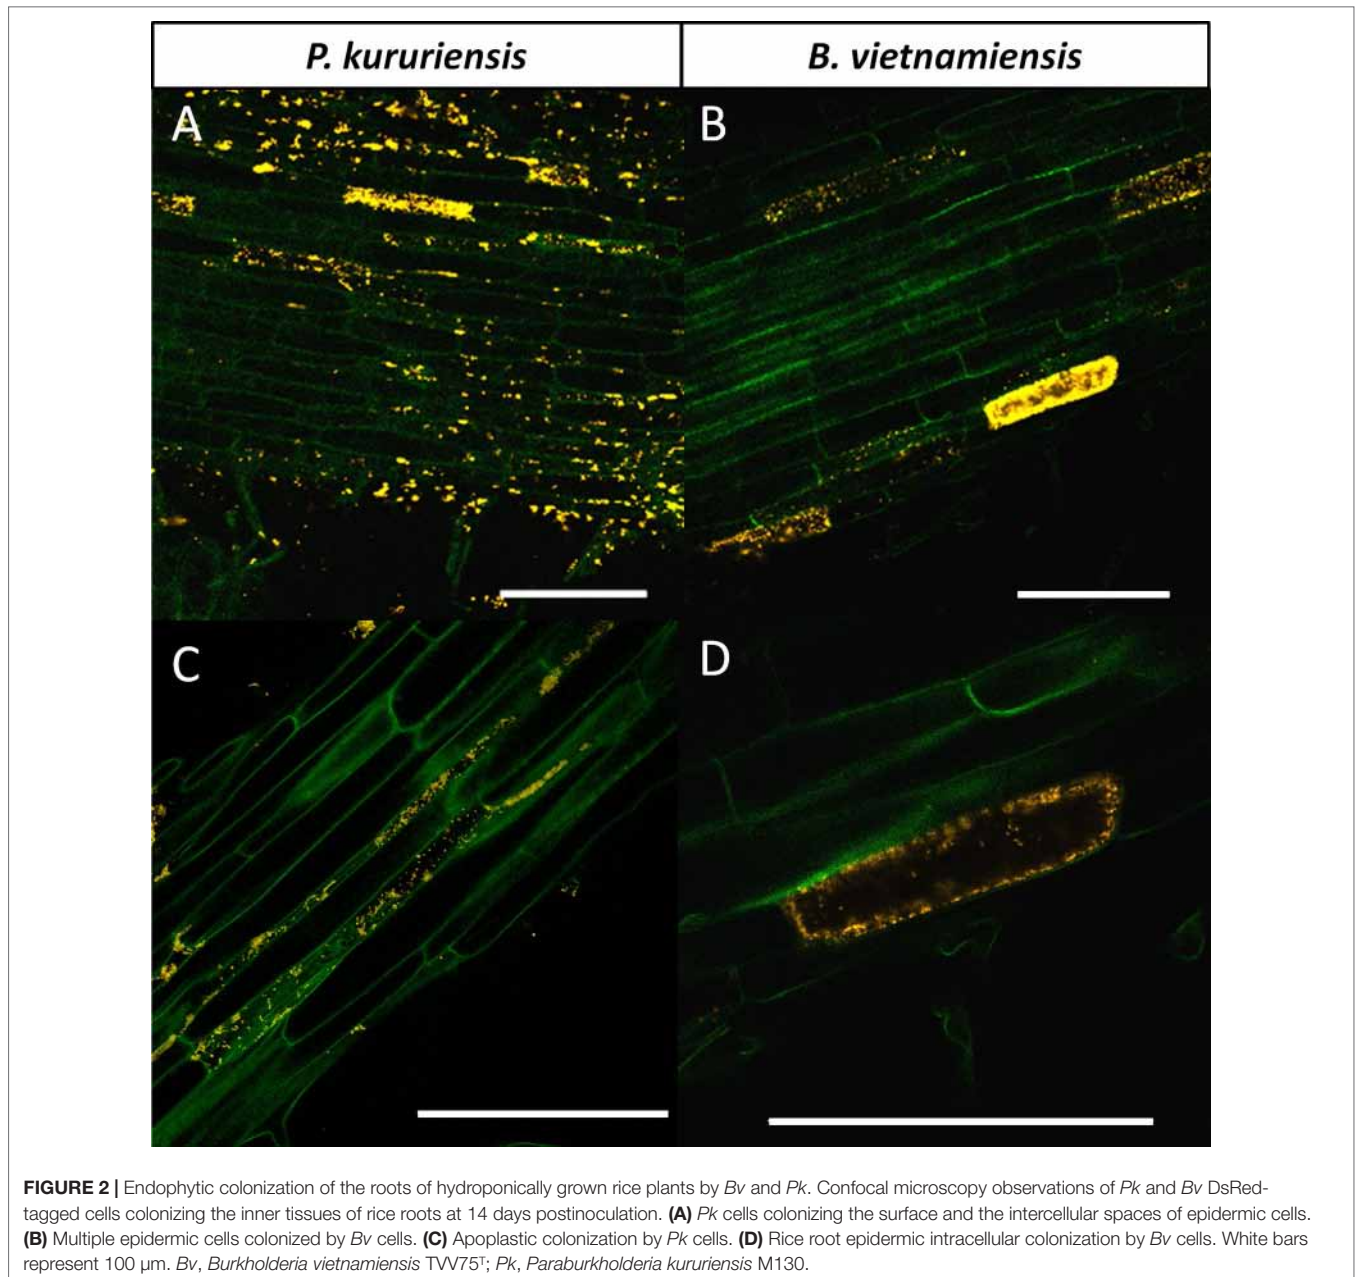 P. kururiensis
B. vietnamiensis
A
B
C
D
FIGURE 2 | Endophytic colonization of the roots of hydroponically grown rice plants by Bv and Pk. Confocal microscopy observations of Pk and Bv DsRed-
tagged cells colonizing the inner tissues of rice roots at 14 days postinoculation. (A) Pk cells colonizing the surface and the intercellular spaces of epidermic cells.
(B) Multiple epidermic cells colonized by Bv cells. (C) Apoplastic colonization by Pk cells. (D) Rice root epidermic intracellular colonization by Bv cells. White bars
represent 100 μm. Bv, Burkholderia vietnamiensis TVV75ᵀ; Pk, Paraburkholderia kururiensis M130.